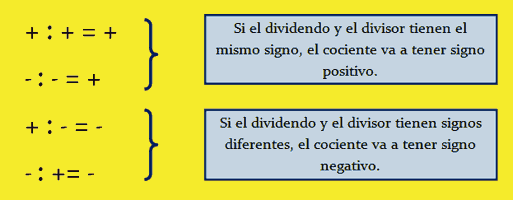 + : + = +
- : - = +
Si el dividendo y el divisor tienen el
mismo signo, el cociente va a tener signo
positivo.
+ : - = -
- : += -
Si el dividendo y el divisor tienen signos
diferentes, el cociente va a tener signo
negativo.